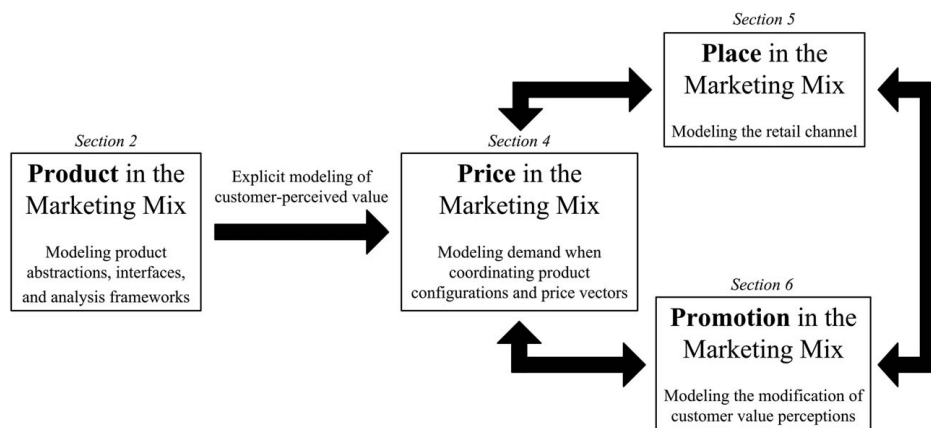 Section 2
Product in the
Marketing Mix
Modeling product
abstractions, interfaces,
and analysis frameworks
Explicit modeling of
customer-perceived value
Section 4
Price in the
Marketing Mix
Modeling demand when
coordinating product
configurations and price vectors
Section 5
Place in the
Marketing Mix
Modeling the retail channel
Section 6
Promotion in the
Marketing Mix
Modeling the modification of
customer value perceptions